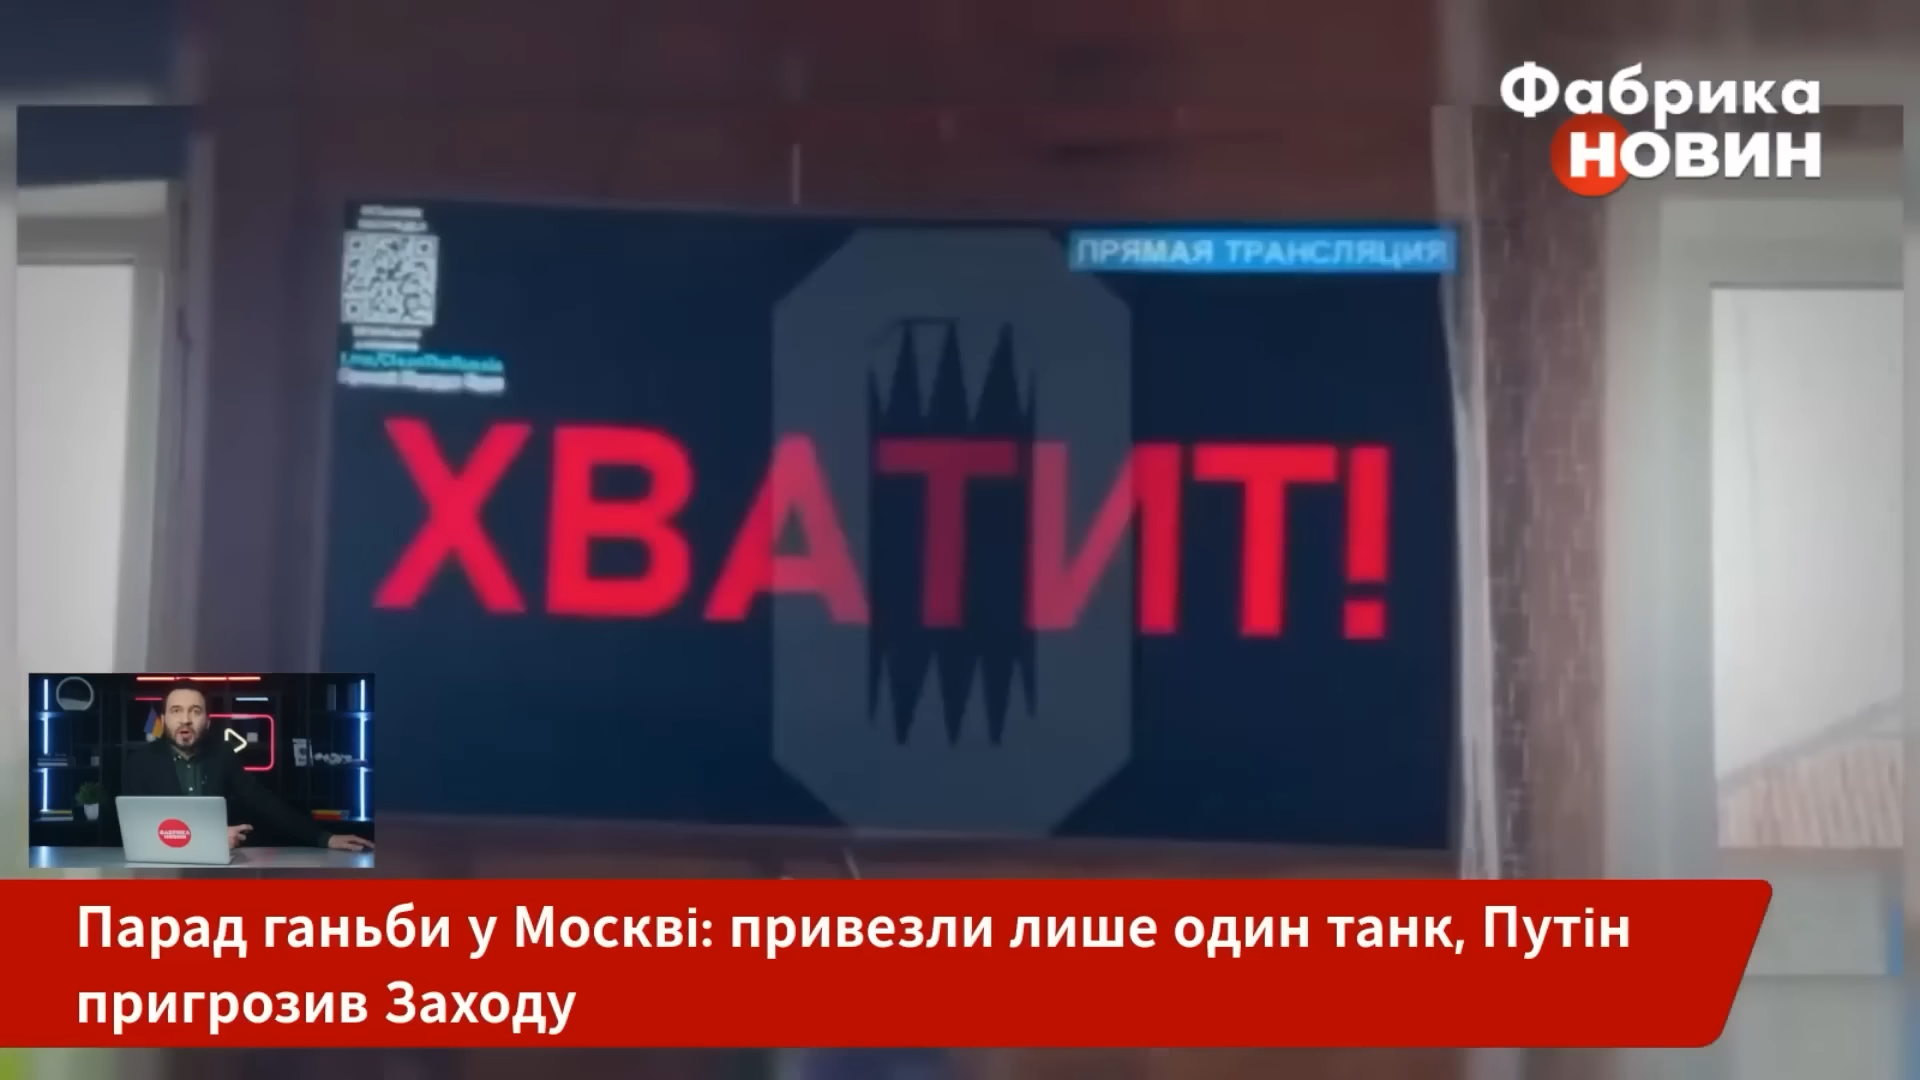 Фабрика
НОВИН
ПРЯМАЯ ТРАНСЛЯЦИЯ
ХВАТИТ!
Парад ганьби у Москві: привезли лише один танк, Путін
пригрозив Заходу